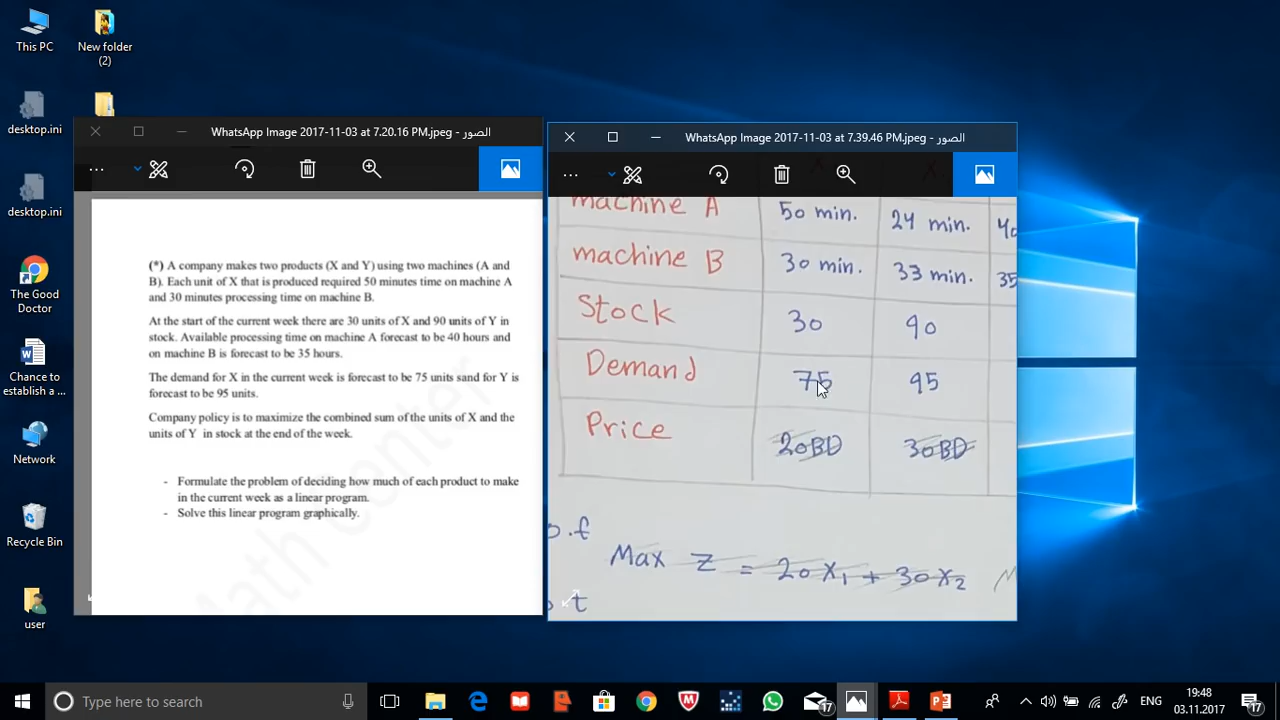 This PC
New folder
(2)
desktop.ini
desktop.ini
The Good
Doctor
Chance to
establish a ...
Network
Recycle Bin
user
WhatsApp Image 2017-11-03 at 7.20.16 PM.jpeg - الصور
(*) A company makes two products (X and Y) using two machines (A and
B). Each unit of X that is produced required 50 minutes time on machine A
and 30 minutes processing time on machine B.
At the start of the current week there are 30 units of X and 90 units of Y in
stock. Available processing time on machine A forecast to be 40 hours and
on machine B is forecast to be 35 hours.
The demand for X in the current week is forecast to be 75 units sand for Y is
forecast to be 95 units.
Company policy is to maximize the combined sum of the units of X and the
units of Y in stock at the end of the week.
- Formulate the problem of deciding how much of each product to make
in the current week as a linear program.
- Solve this linear program graphically.
Math Center
WhatsApp Image 2017-11-03 at 7.39.46 PM.jpeg - الصور
machine A 50 min. 24 min. 40
machine B 30 min. 33 min. 35
Stock 30 90
Demand 75 95
Price 20BD 30BD
o.f
Max Z = 20X1 + 30X2
t
Type here to search
17
ENG
19:48
03.11.2017
17